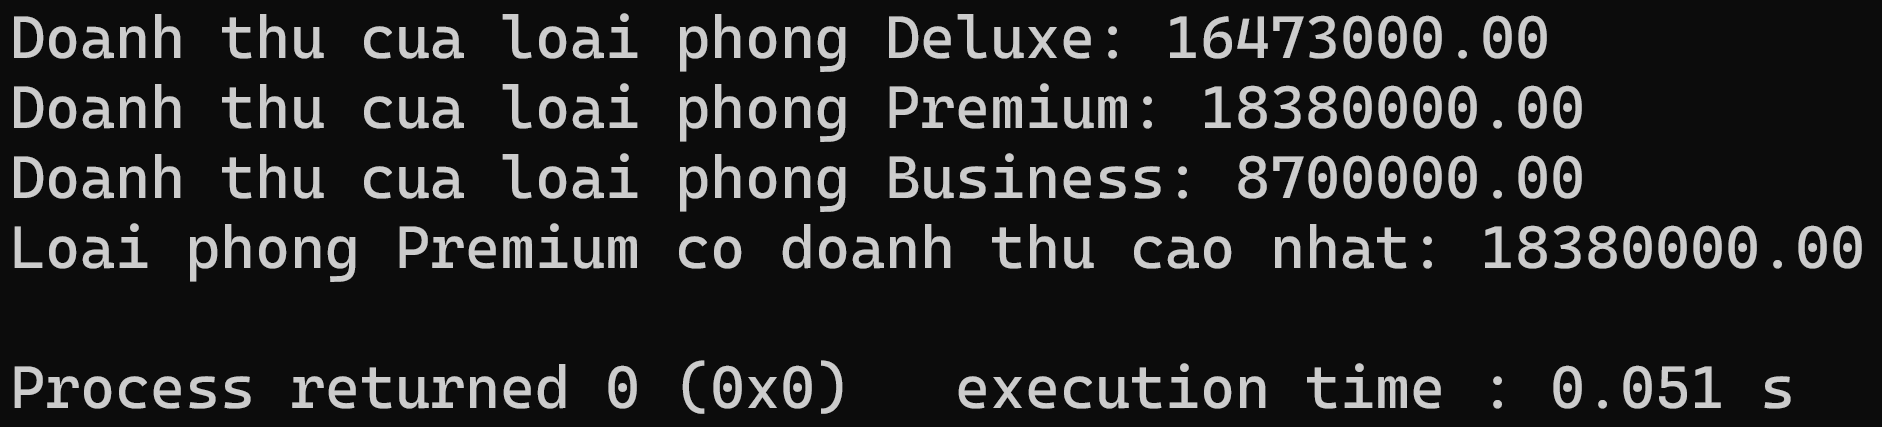 Doanh thu cua loai phong Deluxe: 16473000.00
Doanh thu cua loai phong Premium: 18380000.00
Doanh thu cua loai phong Business: 8700000.00
Loai phong Premium co doanh thu cao nhat: 18380000.00
Process returned 0 (0x0)   execution time : 0.051 s